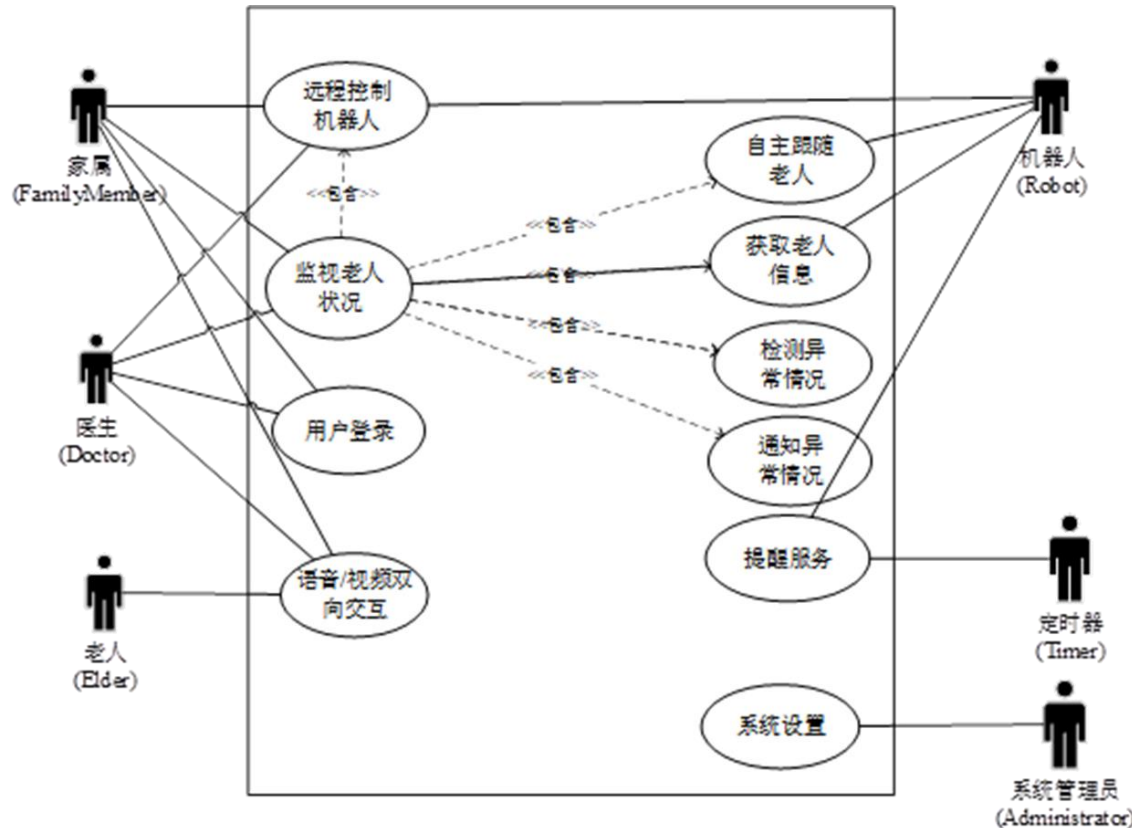 远程控制
机器人
家属
(FamilyMember)
自主跟随
老人
机器人
(Robot)
<<包含>>
<<包含>>
监视老人
状况
获取老人
信息
<<包含>>
<<包含>>
检测异
常情况
<<包含>>
医生
(Doctor)
用户登录
通知异
常情况
提醒服务
语音/视频双
向交互
老人
(Elder)
定时器
(Timer)
系统设置
系统管理员
(Administrator)